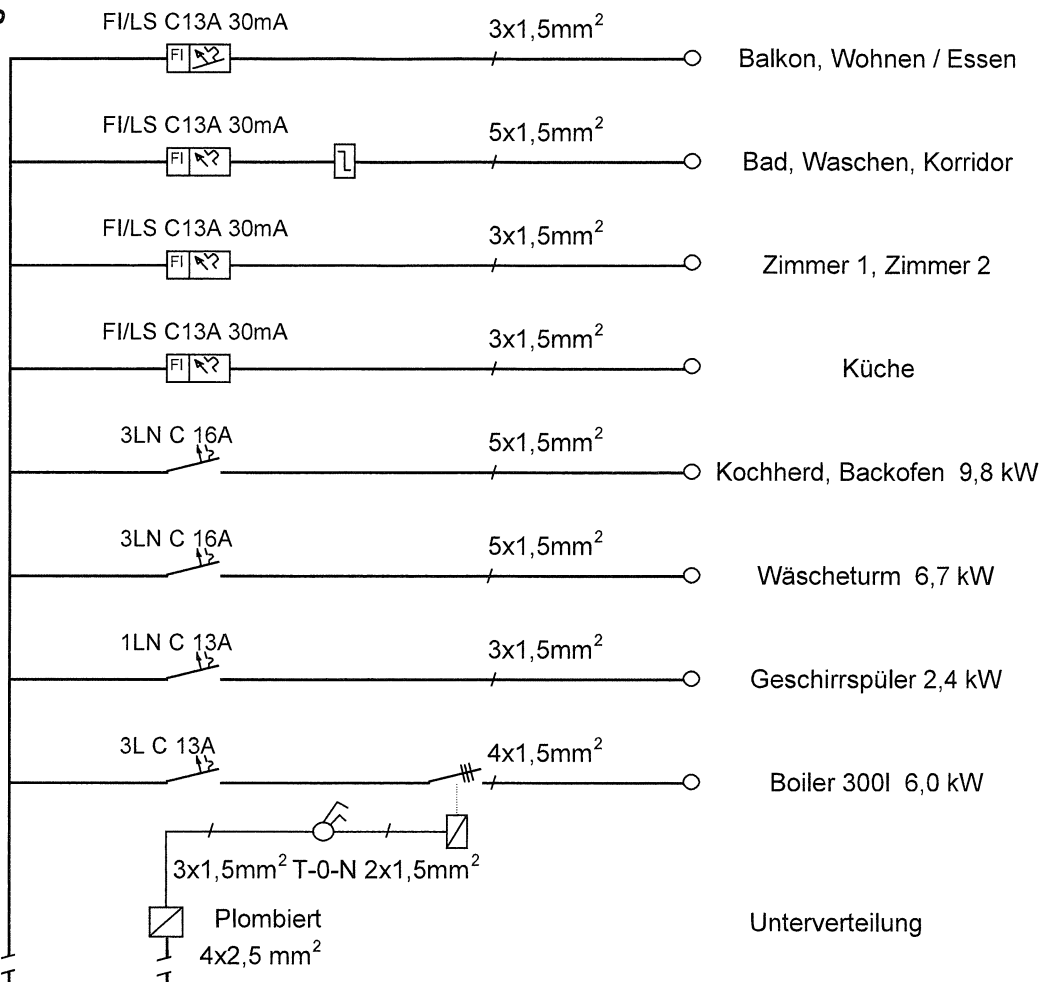 FI/LS C13A 30mA 3x1,5mm²
FI Balkon, Wohnen / Essen
FI/LS C13A 30mA 5x1,5mm²
FI Bad, Waschen, Korridor
FI/LS C13A 30mA 3x1,5mm²
FI Zimmer 1, Zimmer 2
FI/LS C13A 30mA 3x1,5mm²
FI Küche
3LN C 16A 5x1,5mm²
Kochherd, Backofen 9,8 kW
3LN C 16A 5x1,5mm²
Wäscheturm 6,7 kW
1LN C 13A 3x1,5mm²
Geschirrspüler 2,4 kW
3L C 13A 4x1,5mm²
Boiler 300l 6,0 kW
3x1,5mm² T-0-N 2x1,5mm²
Plombiert Unterverteilung
4x2,5 mm²